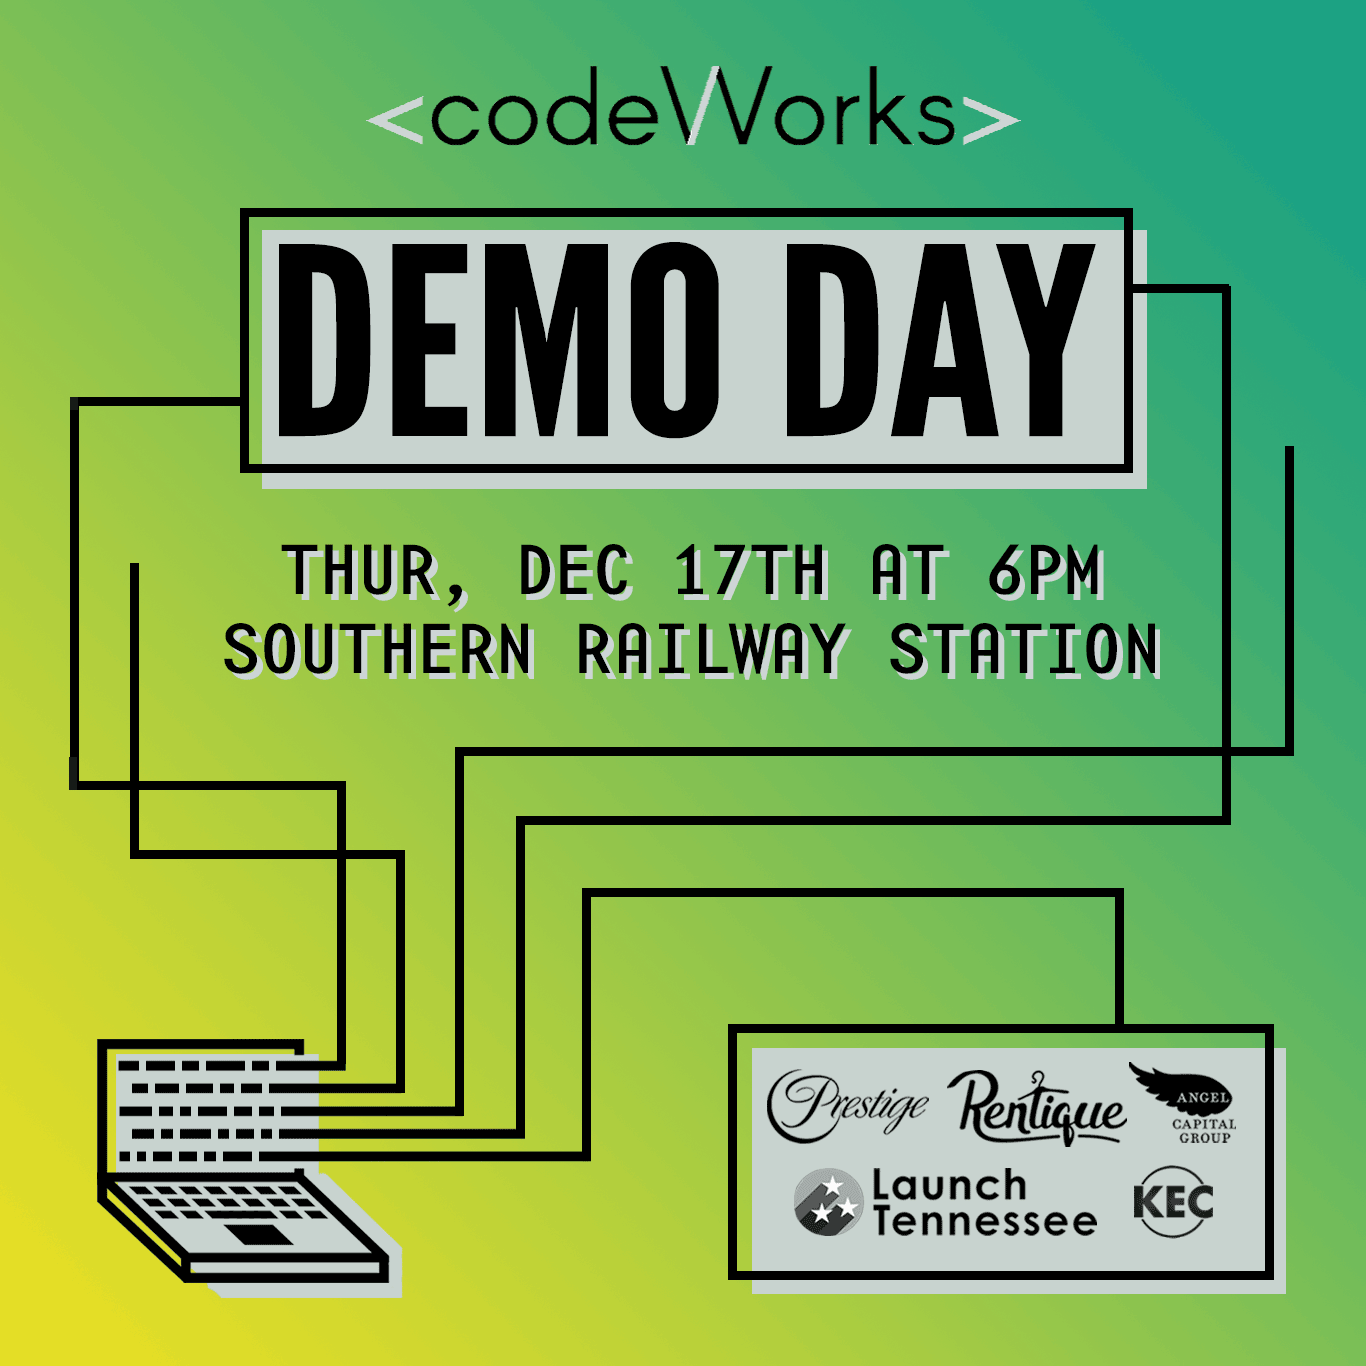 <codeWorks>
DEMO DAY
THUR, DEC 17TH AT 6PM
SOUTHERN RAILWAY STATION
Prestige
Rentique
ANGEL
CAPITAL
GROUP
Launch
Tennessee
KEC